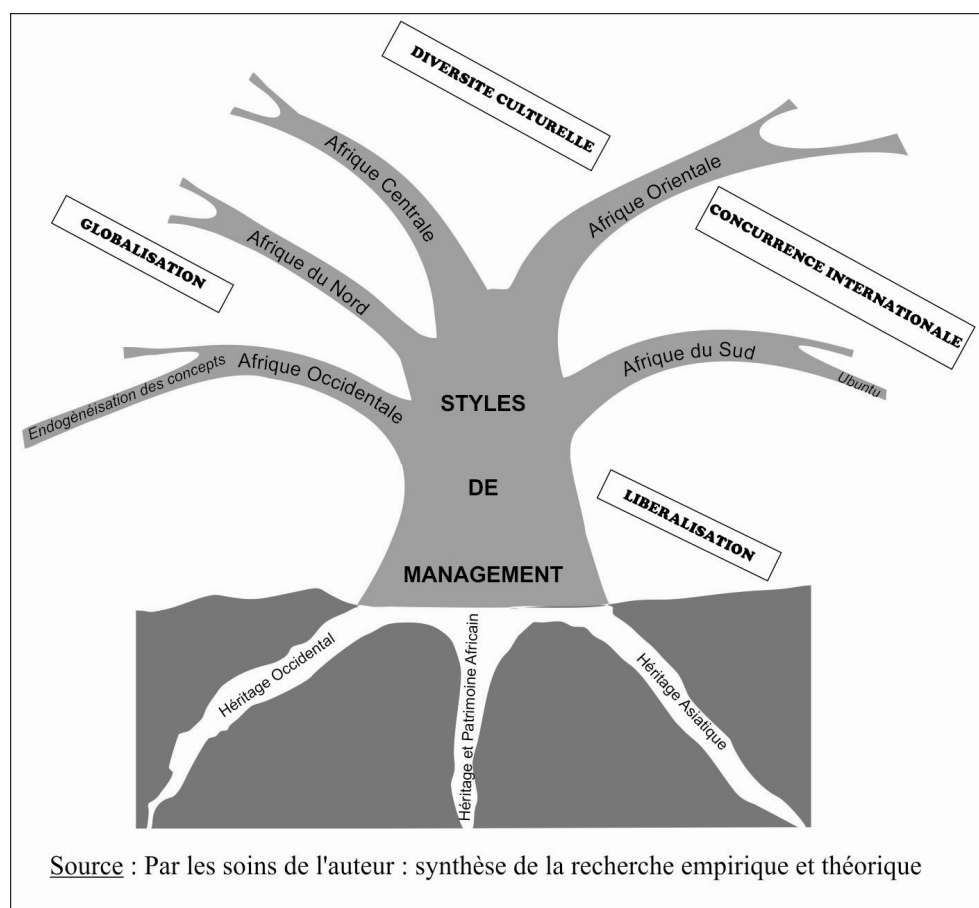 DIVERSITE CULTURELLE
Afrique Centrale
Afrique Orientale
GLOBALISATION
Afrique du Nord
CONCURRENCE INTERNATIONALE
Endogènéisation des concepts
Afrique Occidentale
Afrique du Sud
Ubuntu
STYLES
DE
MANAGEMENT
LIBERALISATION
Héritage Occidental
Héritage et Patrimoine Africain
Héritage Asiatique
Source : Par les soins de l'auteur : synthèse de la recherche empirique et théorique